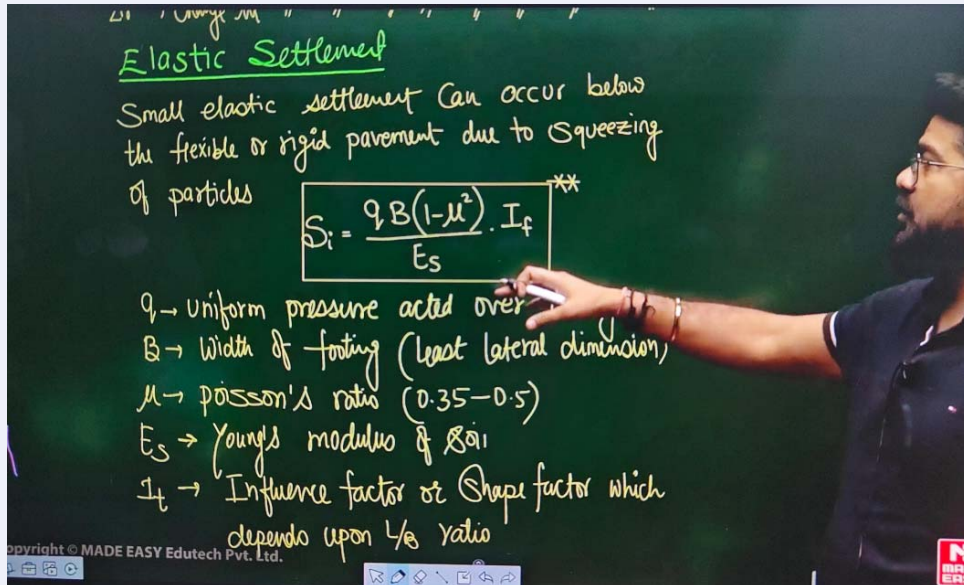 Elastic Settlement
Small elastic settlement Can occur below
the flexible or rigid pavement due to squeezing
of particles
**
Si = qB(1-μ²)/Es . If
q → Uniform pressure acted over
B → Width of footing (least lateral dimension)
μ → poisson's ratio (0.35-0.5)
Es → Young's modulus of Soil
If → Influence factor or Shape factor which
depends upon L/B ratio
opyright © MADE EASY Edutech Pvt. Ltd.